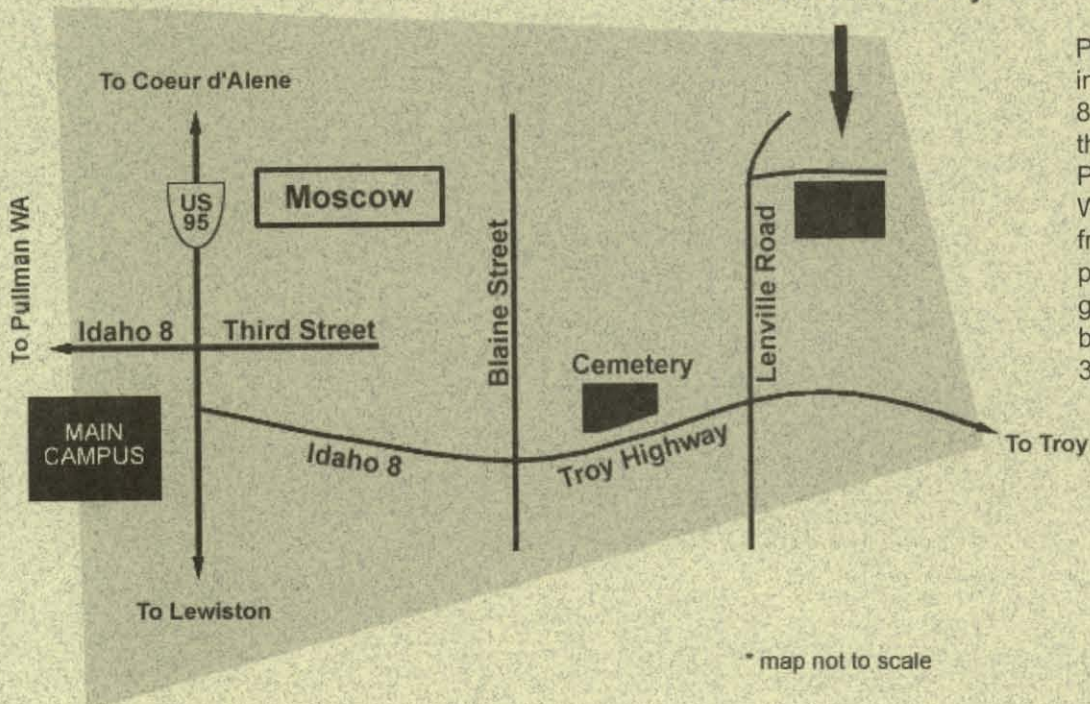 To Coeur d'Alene
US
95
Moscow
To Pullman WA
Idaho 8
Third Street
Blaine Street
Lenville Road
Cemetery
MAIN
CAMPUS
Idaho 8
Troy Highway
To Troy
To Lewiston
* map not to scale